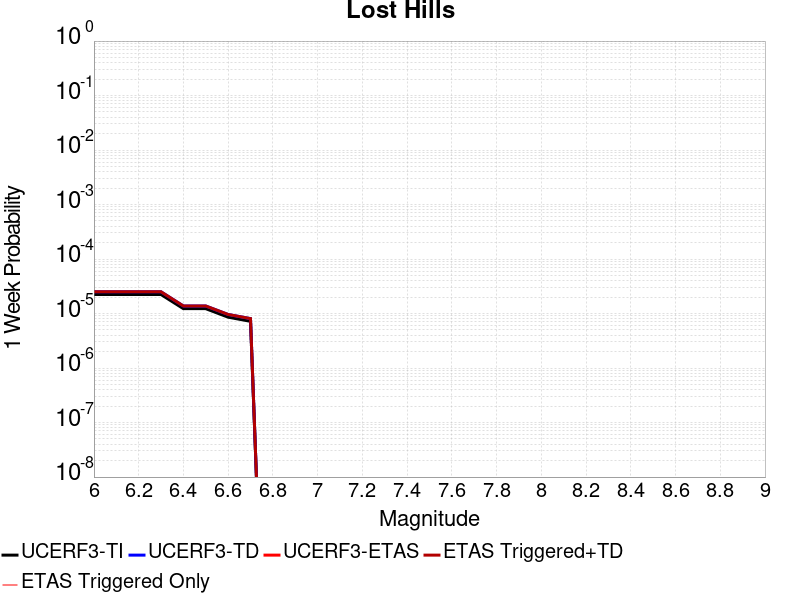 Lost Hills
1 Week Probability
10^0
10^-1
10^-2
10^-3
10^-4
10^-5
10^-6
10^-7
10^-8
6 6.2 6.4 6.6 6.8 7 7.2 7.4 7.6 7.8 8 8.2 8.4 8.6 8.8 9
Magnitude
UCERF3-TI UCERF3-TD UCERF3-ETAS ETAS Triggered+TD
ETAS Triggered Only